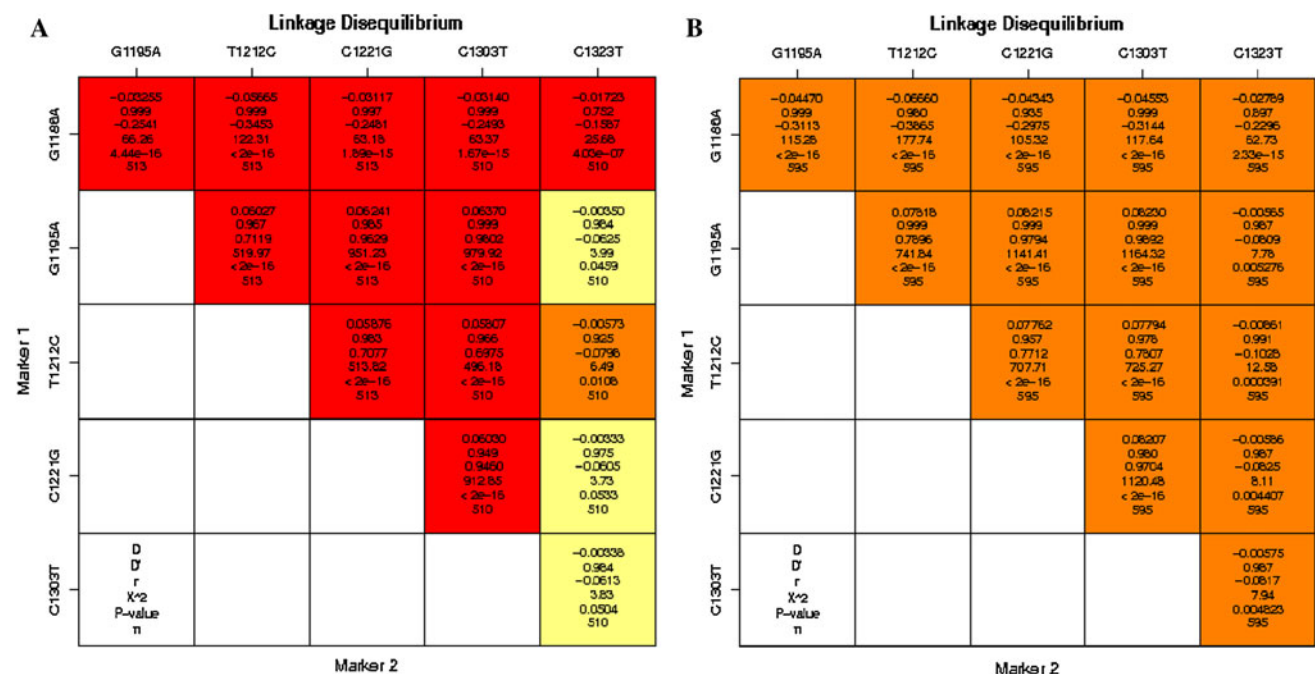 A
Linkage Disequilibrium
G1195A T1212C C1221G C1303T C1323T
G1186A
-0.03255 -0.05665 -0.03117 -0.03140 -0.01723
0.999 0.999 0.997 0.999 0.752
-0.2541 -0.3453 -0.2481 -0.2493 -0.1587
66.26 122.31 63.18 63.37 25.68
4.44e-16 < 2e-16 1.89e-15 1.67e-15 4.03e-07
513 513 513 510 510
G1195A
0.06027 0.06241 0.06370 -0.00350
0.967 0.985 0.999 0.984
0.7119 0.9629 0.9802 -0.0625
519.97 951.23 979.92 3.99
< 2e-16 < 2e-16 < 2e-16 0.0459
513 513 510 510
Marker 1
T1212C
0.05876 0.05807 -0.00573
0.983 0.966 0.925
0.7077 0.6975 -0.0798
513.82 496.18 6.49
< 2e-16 < 2e-16 0.0108
513 510 510
C1221G
0.06030 -0.00333
0.949 0.975
0.9460 -0.0605
912.85 3.73
< 2e-16 0.0533
510 510
C1303T
D
D'
r
X^2
P-value
n
-0.00338
0.984
-0.0613
3.83
0.0504
510
Marker 2
B
Linkage Disequilibrium
G1195A T1212C C1221G C1303T C1323T
G1186A
-0.04470 -0.06660 -0.04343 -0.04553 -0.02789
0.999 0.980 0.935 0.999 0.897
-0.3113 -0.3865 -0.2975 -0.3144 -0.2296
115.28 177.74 105.32 117.64 62.73
< 2e-16 < 2e-16 < 2e-16 < 2e-16 2.33e-15
595 595 595 595 595
G1195A
0.07818 0.08215 0.08230 -0.00565
0.999 0.999 0.999 0.987
0.7896 0.9794 0.9892 -0.0809
741.84 1141.41 1164.32 7.78
< 2e-16 < 2e-16 < 2e-16 0.005276
595 595 595 595
Marker 1
T1212C
0.07762 0.07794 -0.00861
0.957 0.978 0.991
0.7712 0.7807 -0.1028
707.71 725.27 12.58
< 2e-16 < 2e-16 0.000391
595 595 595
C1221G
0.08207 -0.00586
0.980 0.987
0.9704 -0.0825
1120.48 8.11
< 2e-16 0.004407
595 595
C1303T
D
D'
r
X^2
P-value
n
-0.00575
0.987
-0.0817
7.94
0.004823
595
Marker 2